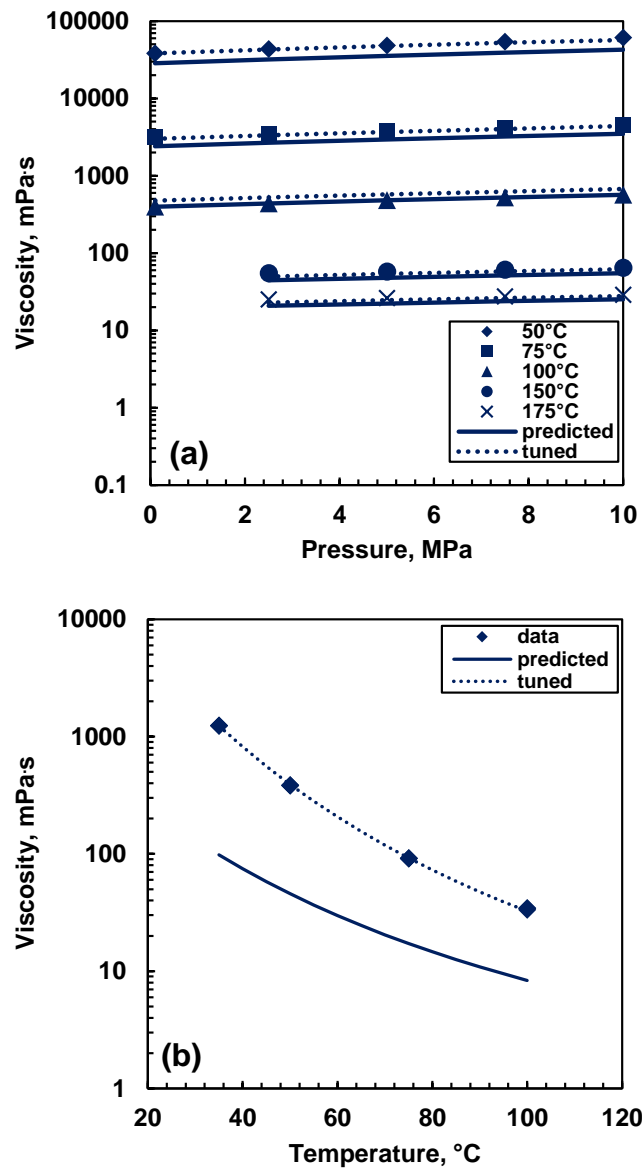 100000
10000
1000
100
10
1
0.1
Viscosity, mPa·s
50°C
75°C
100°C
150°C
175°C
predicted
tuned
(a)
0 2 4 6 8 10
Pressure, MPa
10000
1000
100
10
1
Viscosity, mPa·s
data
predicted
tuned
(b)
20 40 60 80 100 120
Temperature, °C